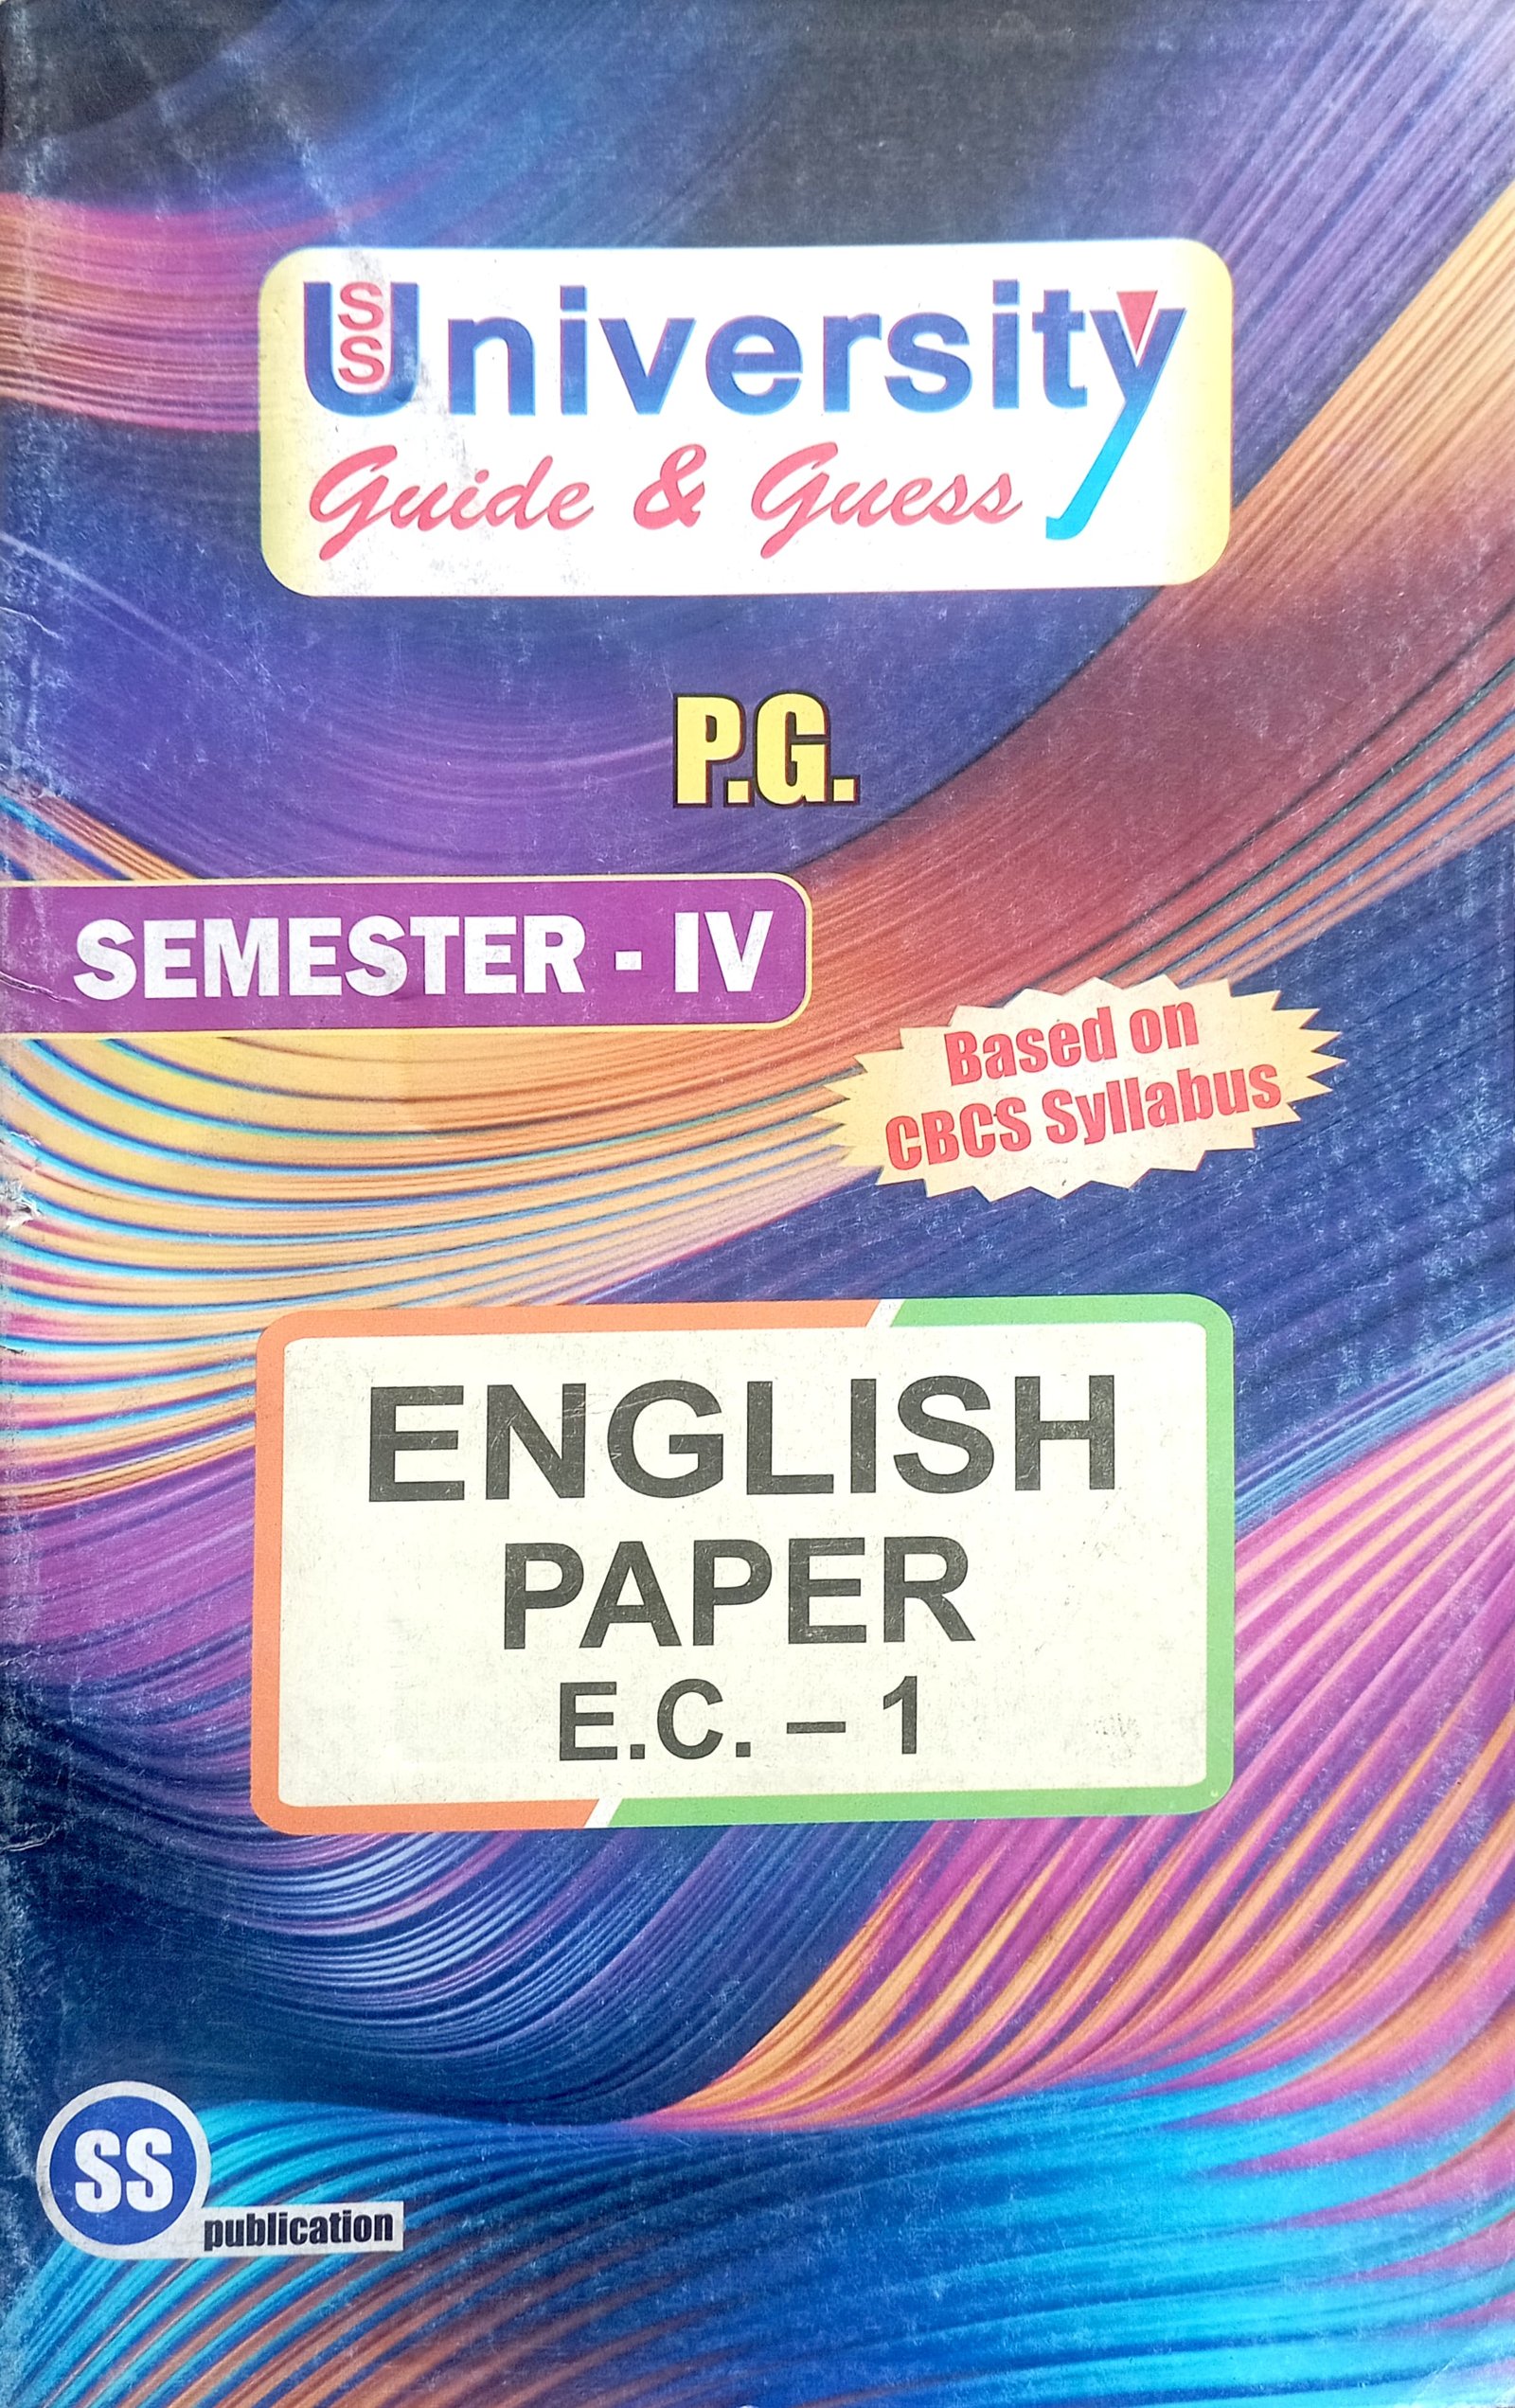 University
SS
Guide & Guess
P.G.
SEMESTER - IV
Based on
CBCS Syllabus
ENGLISH
PAPER
E.C. – 1
SS
publication